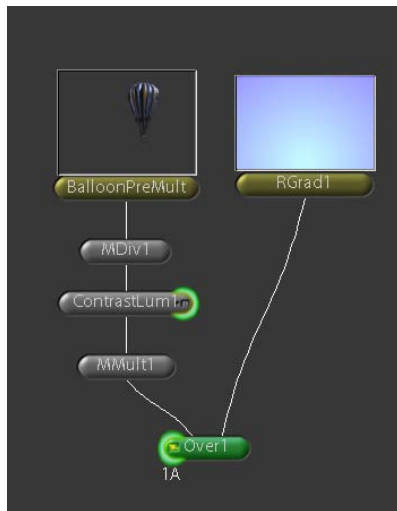 BalloonPreMult
RGrad1
MDiv1
ContrastLum1
MMult1
Over1
1A